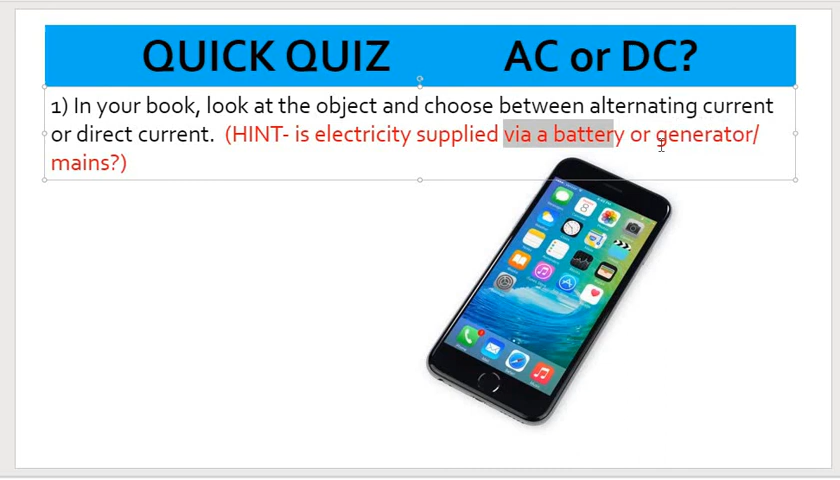 QUICK QUIZ AC or DC?
1) In your book, look at the object and choose between alternating current
or direct current. (HINT- is electricity supplied via a battery or generator/
mains?)